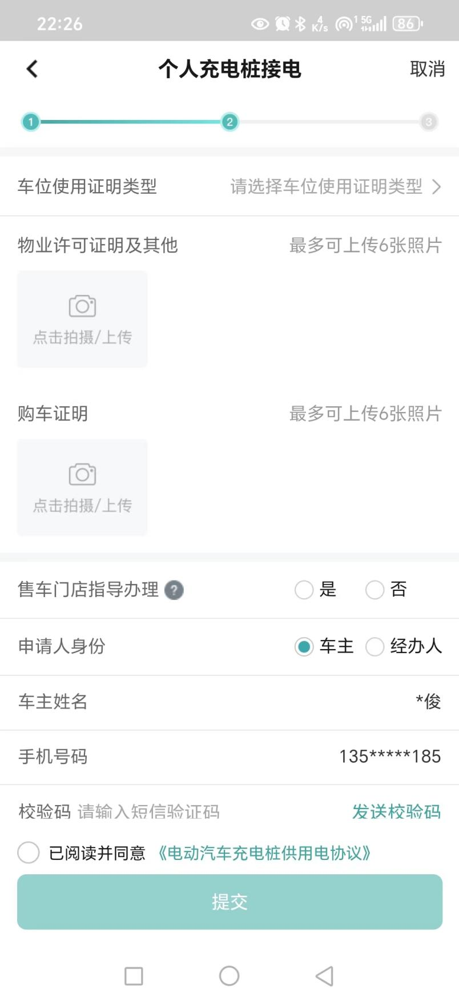 22:26
4 K/s 1 5G 86
个人充电桩接电
取消
1
2
3
车位使用证明类型
请选择车位使用证明类型
物业许可证明及其他
最多可上传6张照片
点击拍摄/上传
购车证明
最多可上传6张照片
点击拍摄/上传
售车门店指导办理 ?
是
否
申请人身份
车主
经办人
车主姓名
*俊
手机号码
135*****185
校验码 请输入短信验证码
发送校验码
已阅读并同意 《电动汽车充电桩供用电协议》
提交